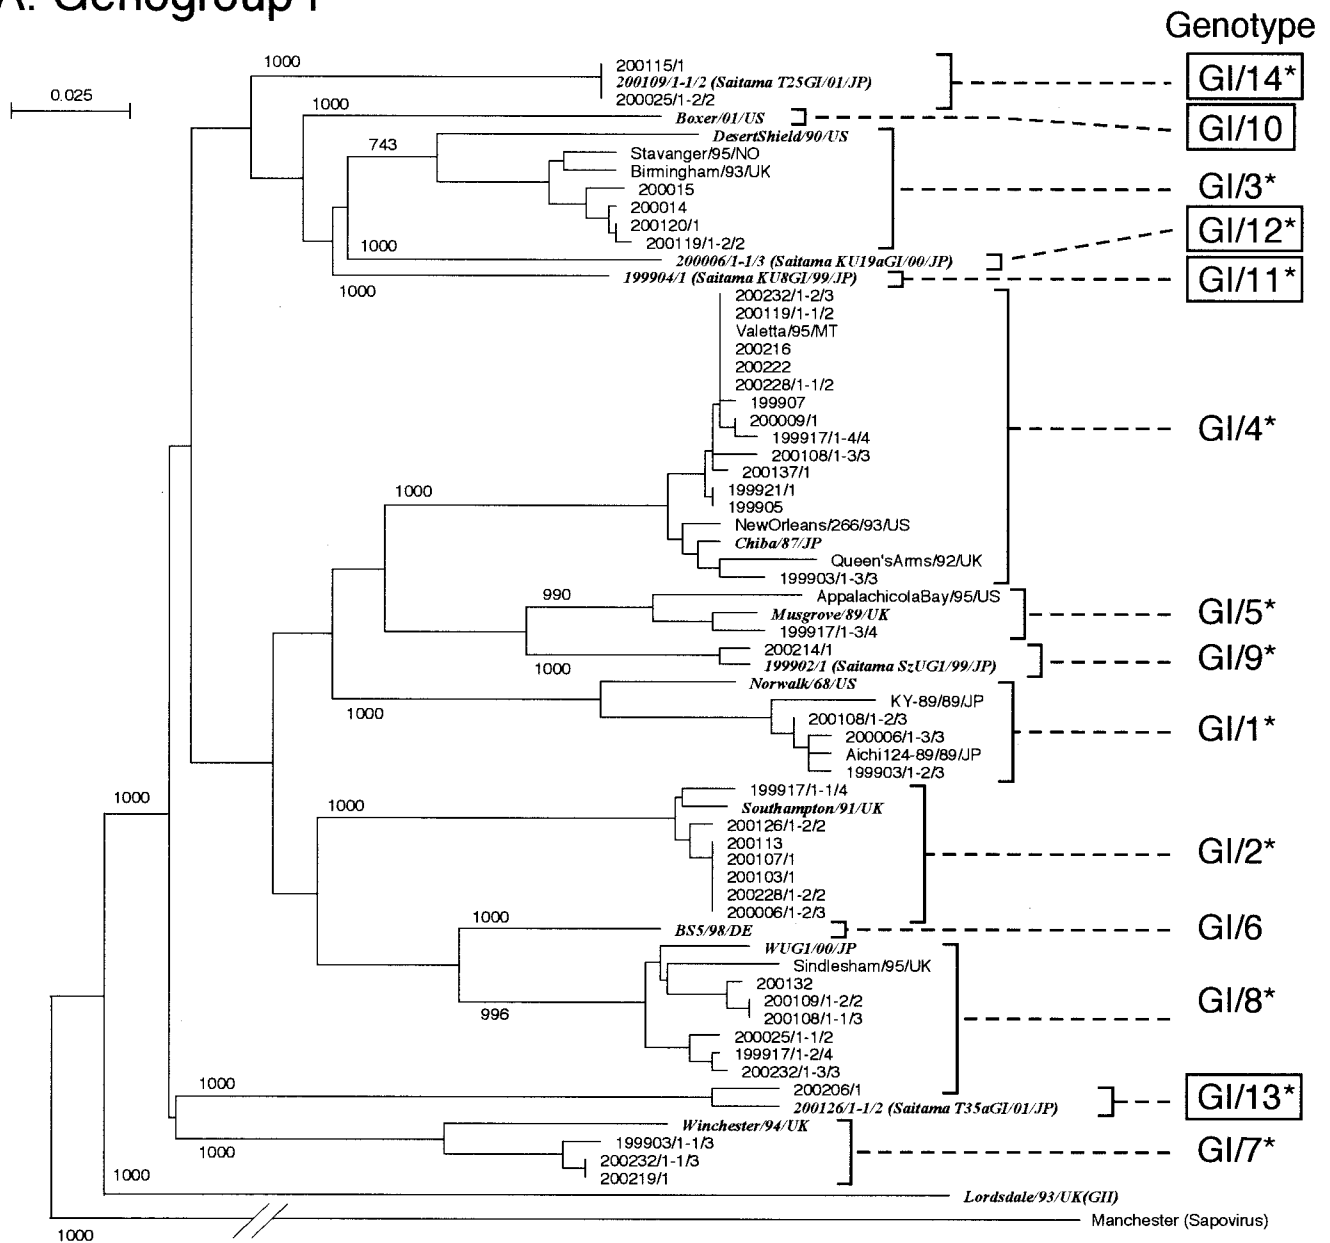 A. Genogroup I
Genotype
0.025
1000
200115/1
200109/1-1/2 (Saitama T25GI/01/JP)
200025/1-2/2
GI/14*
1000
Boxer/01/US
GI/10
743
DesertShield/90/US
Stavanger/95/NO
Birmingham/93/UK
200015
200014
200120/1
200119/1-2/2
GI/3*
1000
200006/1-1/3 (Saitama KU19aGI/00/JP)
GI/12*
1000
199904/1 (Saitama KU8GI/99/JP)
GI/11*
200232/1-2/3
200119/1-1/2
Valetta/95/MT
200216
200222
200228/1-1/2
199907
200009/1
199917/1-4/4
200108/1-3/3
200137/1
199921/1
199905
NewOrleans/266/93/US
Chiba/87/JP
Queen'sArms/92/UK
199903/1-3/3
1000
GI/4*
990
AppalachicolaBay/95/US
Musgrove/89/UK
199917/1-3/4
GI/5*
1000
200214/1
199902/1 (Saitama SzUG1/99/JP)
GI/9*
1000
Norwalk/68/US
KY-89/89/JP
200108/1-2/3
200006/1-3/3
Aichi124-89/89/JP
199903/1-2/3
GI/1*
1000
1000
199917/1-1/4
Southampton/91/UK
200126/1-2/2
200113
200107/1
200103/1
200228/1-2/2
200006/1-2/3
GI/2*
1000
BS5/98/DE
GI/6
996
WUG1/00/JP
Sindlesham/95/UK
200132
200109/1-2/2
200108/1-1/3
200025/1-1/2
199917/1-2/4
200232/1-3/3
GI/8*
1000
200206/1
200126/1-1/2 (Saitama T35aGI/01/JP)
GI/13*
1000
Winchester/94/UK
199903/1-1/3
200232/1-1/3
200219/1
GI/7*
1000
Lordsdale/93/UK(GII)
1000
Manchester (Sapovirus)